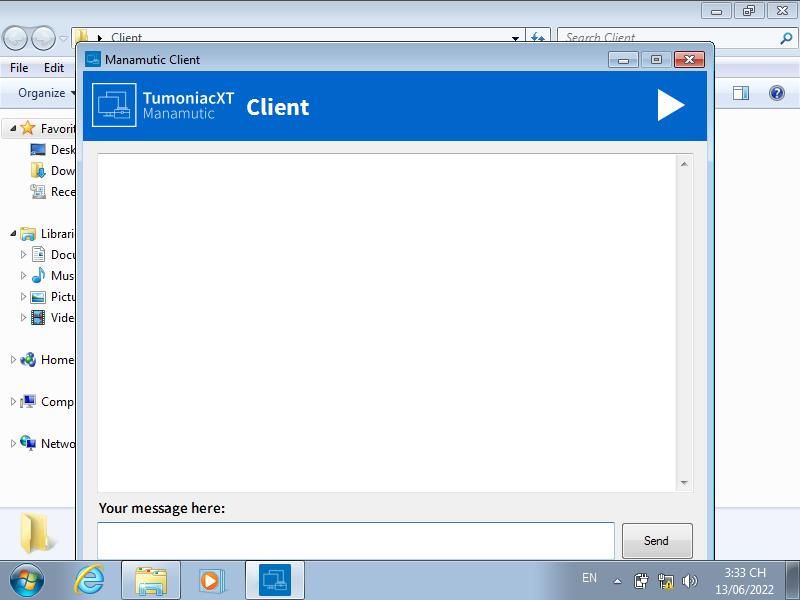 Client
Search Client
Manamutic Client
File Edit
TumoniacXT
Manamutic
Client
Organize
Favorit
Desk
Dow
Rece
Librari
Docu
Mus
Pictu
Vide
Home
Comp
Netwo
Your message here:
Send
EN
3:33 CH
13/06/2022